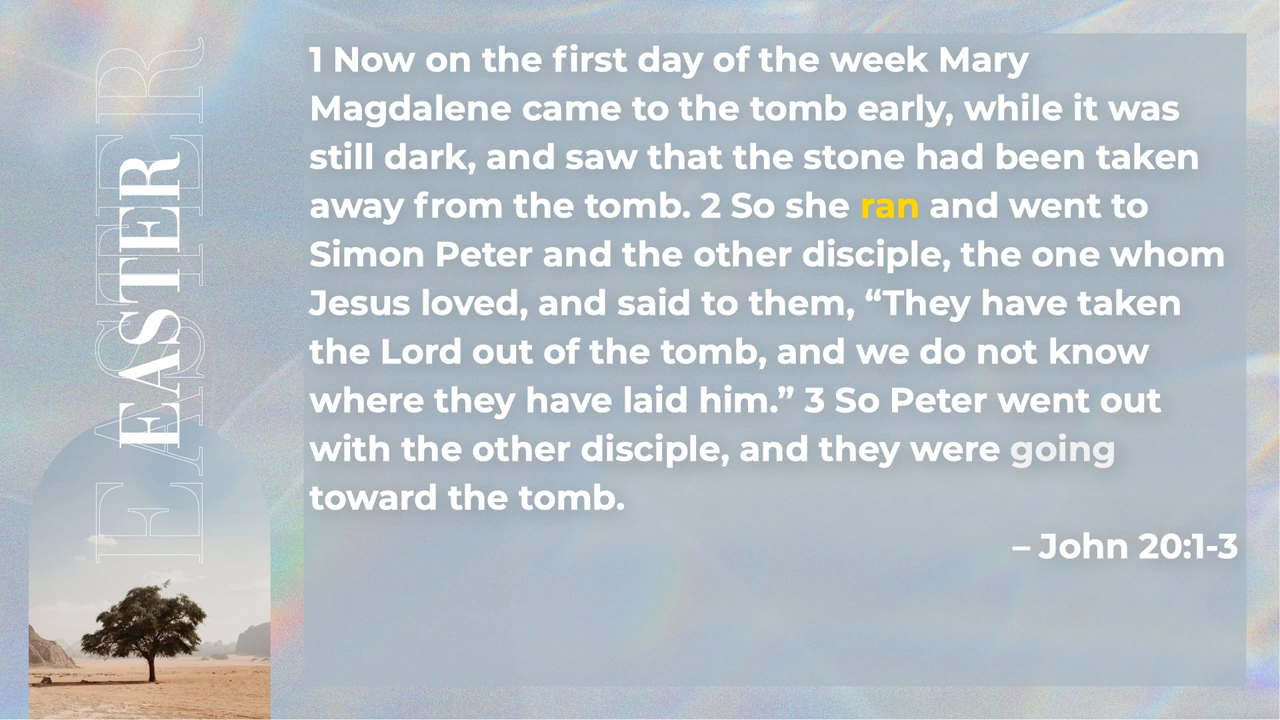 EASTER
EASTER
1 Now on the first day of the week Mary
Magdalene came to the tomb early, while it was
still dark, and saw that the stone had been taken
away from the tomb. 2 So she ran and went to
Simon Peter and the other disciple, the one whom
Jesus loved, and said to them, “They have taken
the Lord out of the tomb, and we do not know
where they have laid him.” 3 So Peter went out
with the other disciple, and they were going
toward the tomb.
– John 20:1-3